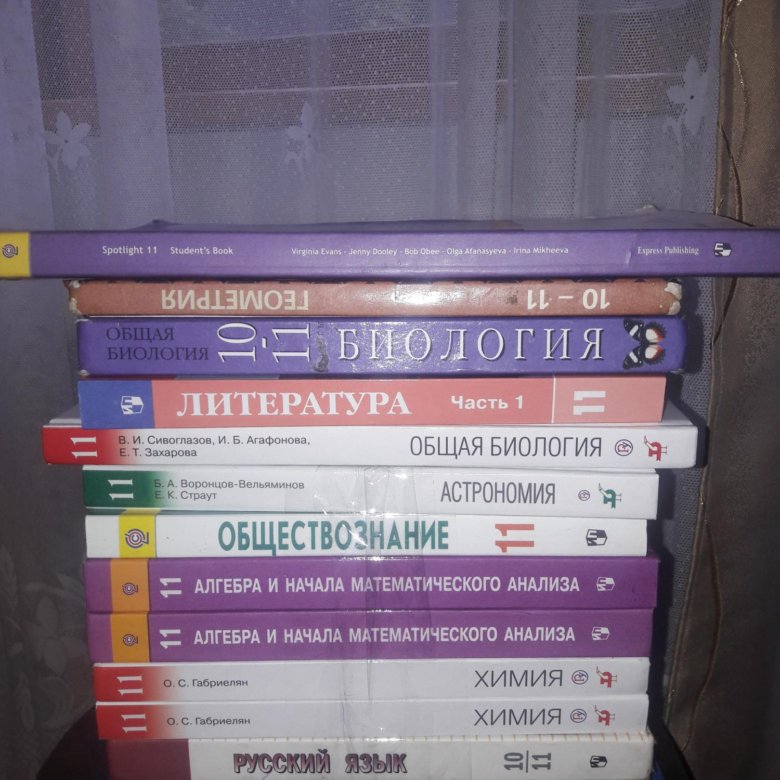 Spotlight 11 Student's Book Virginia Evans - Jenny Dooley - Bob Obee - Olga Afanasyeva - Irina Mikheeva Express Publishing
ГЕОМЕТРИЯ 10 – 11
ОБЩАЯ БИОЛОГИЯ 10-11 БИОЛОГИЯ
ЛИТЕРАТУРА Часть 1 11
11 В. И. Сивоглазов, И. Б. Агафонова,
Е. Т. Захарова ОБЩАЯ БИОЛОГИЯ
11 Б. А. Воронцов-Вельяминов
Е. К. Страут АСТРОНОМИЯ
ОБЩЕСТВОЗНАНИЕ 11
11 АЛГЕБРА И НАЧАЛА МАТЕМАТИЧЕСКОГО АНАЛИЗА
11 АЛГЕБРА И НАЧАЛА МАТЕМАТИЧЕСКОГО АНАЛИЗА
11 О. С. Габриелян ХИМИЯ
11 О. С. Габриелян ХИМИЯ
РУССКИЙ ЯЗЫК 10/11